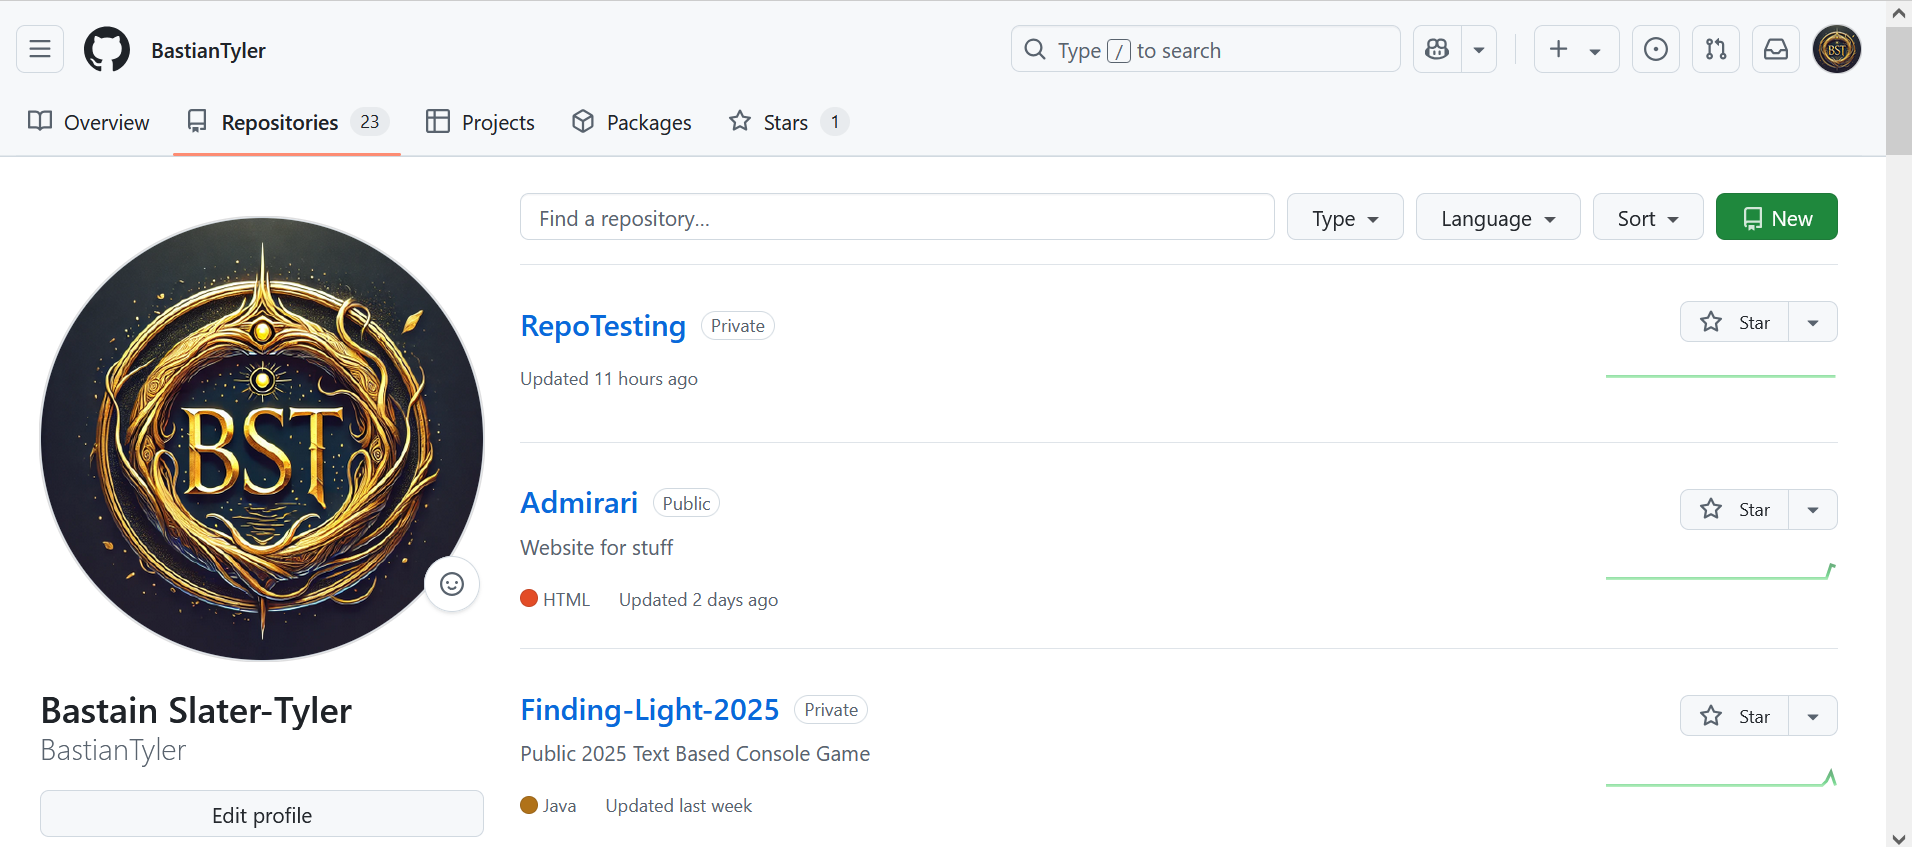 BastianTyler
Type / to search
Overview
Repositories 23
Projects
Packages
Stars 1
Find a repository...
Type
Language
Sort
New
BST
Bastain Slater-Tyler
BastianTyler
Edit profile
RepoTesting Private
Star
Updated 11 hours ago
Admirari Public
Star
Website for stuff
HTML Updated 2 days ago
Finding-Light-2025 Private
Star
Public 2025 Text Based Console Game
Java Updated last week
BST